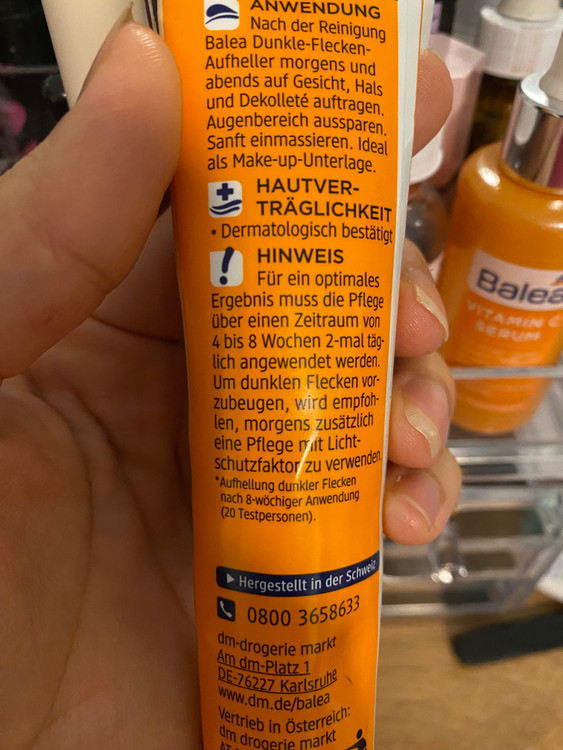 ANWENDUNG
Nach der Reinigung
Balea Dunkle-Flecken-
Aufheller morgens und
abends auf Gesicht, Hals
und Dekolleté auftragen.
Augenbereich aussparen.
Sanft einmassieren. Ideal
als Make-up-Unterlage.
HAUTVER-
TRÄGLICHKEIT
• Dermatologisch bestätigt
HINWEIS
Für ein optimales
Ergebnis muss die Pflege
über einen Zeitraum von
4 bis 8 Wochen 2-mal täg-
lich angewendet werden.
Um dunklen Flecken vor-
zubeugen, wird empfoh-
len, morgens zusätzlich
eine Pflege mit Licht-
schutzfaktor zu verwenden.
*Aufhellung dunkler Flecken
nach 8-wöchiger Anwendung
(20 Testpersonen).
Hergestellt in der Schweiz
0800 3658633
dm-drogerie markt
Am dm-Platz 1
DE-76227 Karlsruhe
www.dm.de/balea
Vertrieb in Österreich:
dm drogerie markt
Balea
VITAMIN C
SERUM